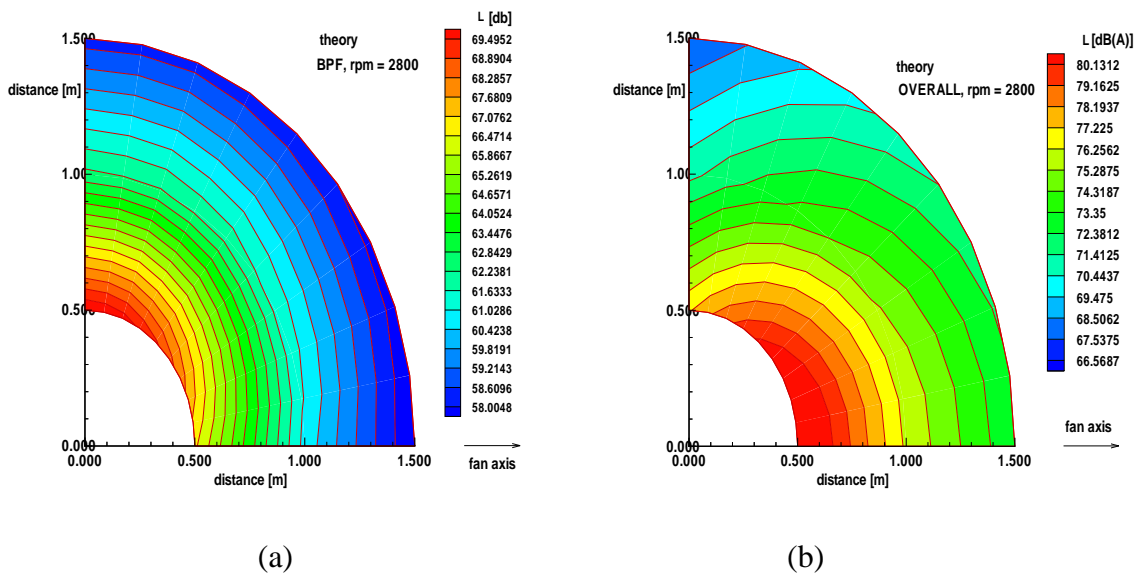 L [db]
69.4952
68.8904
68.2857
67.6809
67.0762
66.4714
65.8667
65.2619
64.6571
64.0524
63.4476
62.8429
62.2381
61.6333
61.0286
60.4238
59.8191
59.2143
58.6096
58.0048
theory
BPF, rpm = 2800
distance [m]
1.500
1.00
0.500
0.000
0.000 0.500 1.000 1.500
distance [m]
fan axis
(a)
L [dB(A)]
80.1312
79.1625
78.1937
77.225
76.2562
75.2875
74.3187
73.35
72.3812
71.4125
70.4437
69.475
68.5062
67.5375
66.5687
theory
OVERALL, rpm = 2800
distance [m]
1.500
1.00
0.500
0.000
0.000 0.500 1.000 1.500
distance [m]
fan axis
(b)